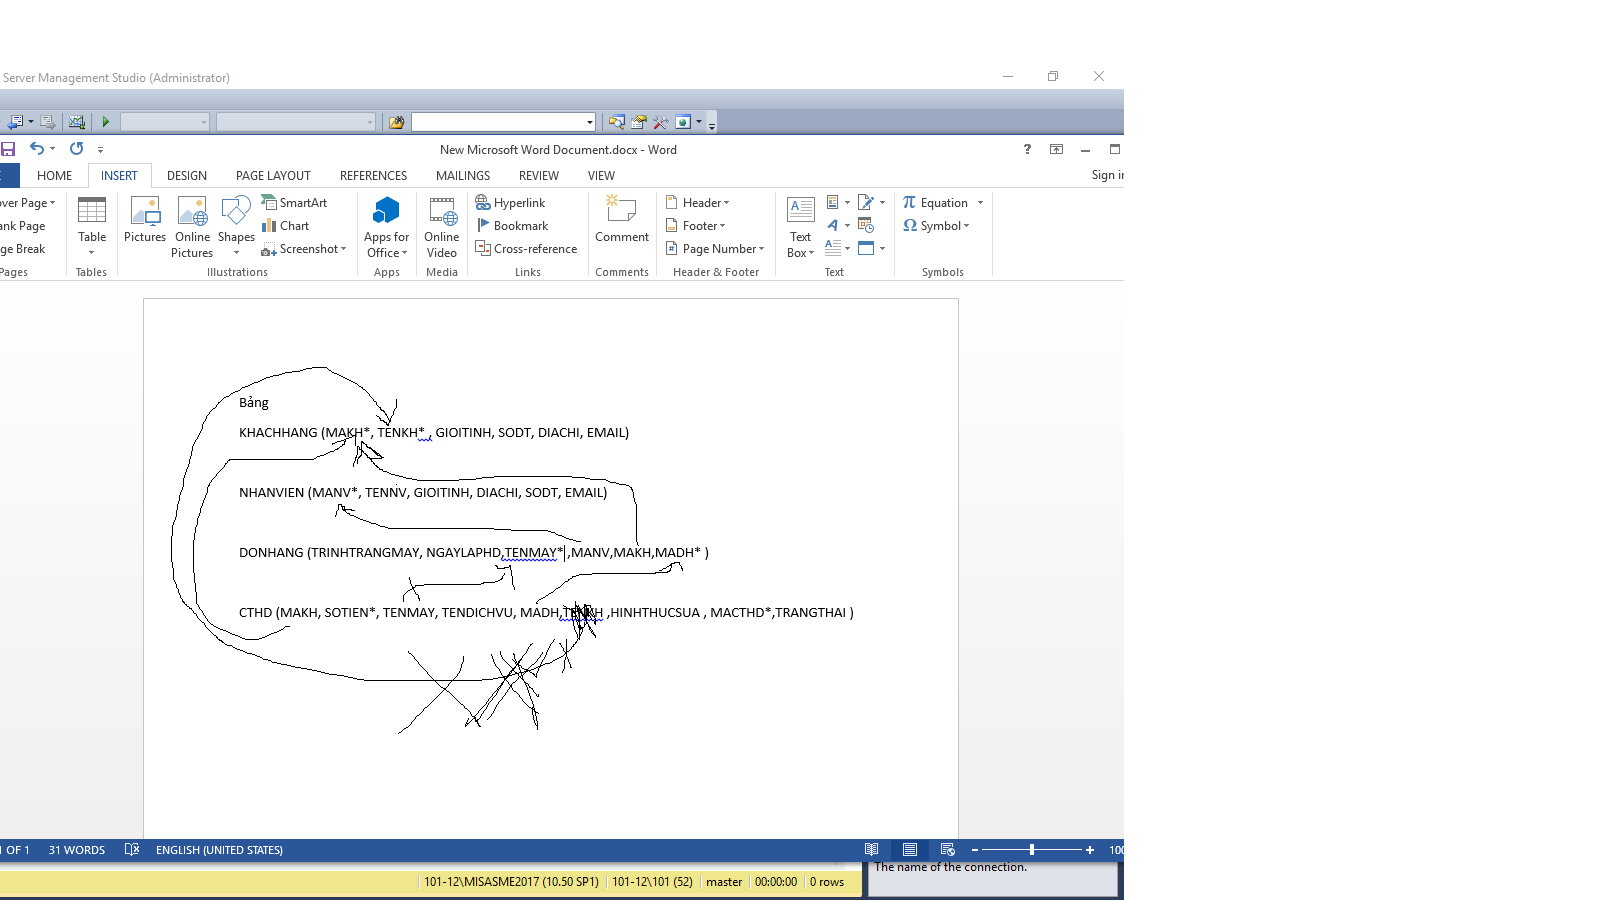 Server Management Studio (Administrator)
New Microsoft Word Document.docx - Word
HOME INSERT DESIGN PAGE LAYOUT REFERENCES MAILINGS REVIEW VIEW Sign in
over Page
ank Page
ge Break
Pages
Table
Tables
Pictures
Online Pictures
Shapes
SmartArt
Chart
Screenshot
Illustrations
Apps for Office
Apps
Online Video
Media
Hyperlink
Bookmark
Cross-reference
Links
Comment
Comments
Header
Footer
Page Number
Header & Footer
Text Box
Text
Equation
Symbol
Symbols
Bảng
KHACHHANG (MAKH*, TENKH* , GIOITINH, SODT, DIACHI, EMAIL)
NHANVIEN (MANV*, TENNV, GIOITINH, DIACHI, SODT, EMAIL)
DONHANG (TRINHTRANGMAY, NGAYLAPHD,TENMAY* ,MANV,MAKH,MADH* )
CTHD (MAKH, SOTIEN*, TENMAY, TENDICHVU, MADH,TENKH ,HINHTHUCSUA , MACTHD*,TRANGTHAI )
1 OF 1 31 WORDS ENGLISH (UNITED STATES) 100
The name of the connection.
101-12\MISASME2017 (10.50 SP1) 101-12\101 (52) master 00:00:00 0 rows